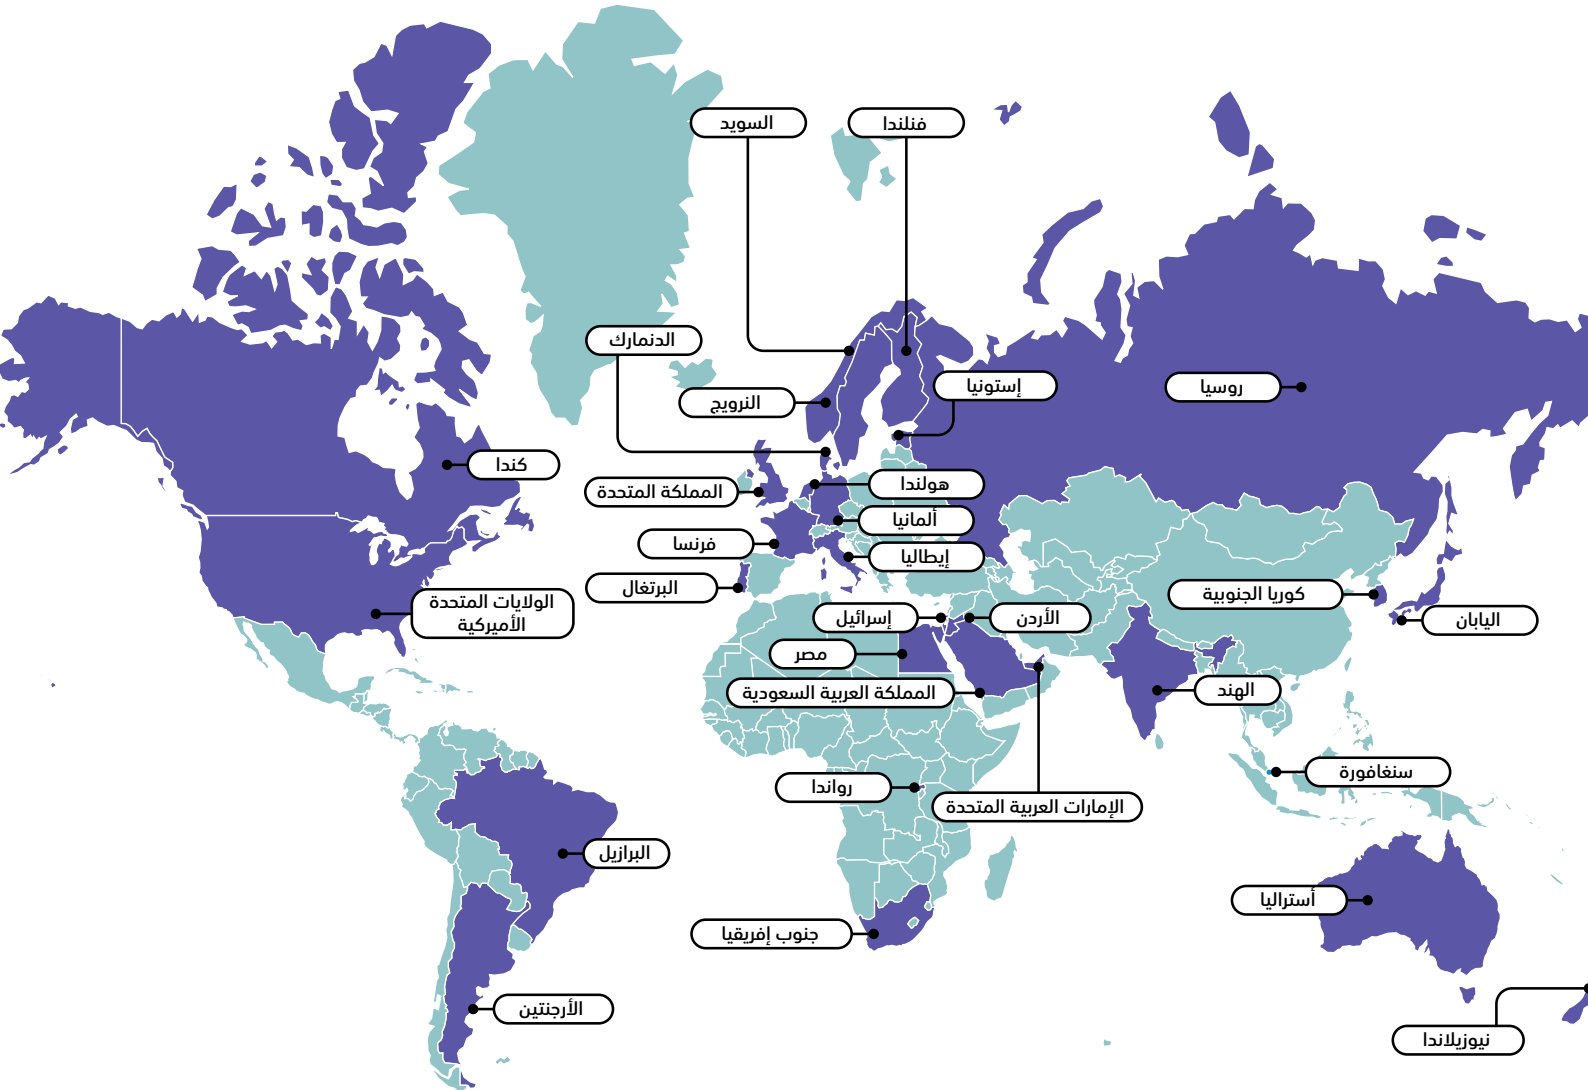 السويد
فنلندا
الدنمارك
إستونيا
روسيا
النرويج
كندا
هولندا
المملكة المتحدة
ألمانيا
فرنسا
إيطاليا
البرتغال
كوريا الجنوبية
الولايات المتحدة
الأميركية
إسرائيل
الأردن
اليابان
مصر
المملكة العربية السعودية
الهند
سنغافورة
رواندا
الإمارات العربية المتحدة
البرازيل
أستراليا
جنوب إفريقيا
الأرجنتين
نيوزيلاندا